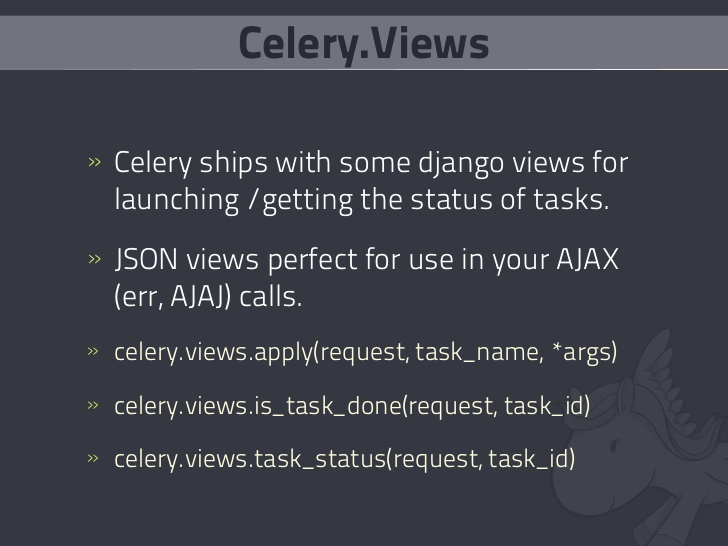 Celery.Views
» Celery ships with some django views for
launching /getting the status of tasks.
» JSON views perfect for use in your AJAX
(err, AJAJ) calls.
» celery.views.apply(request, task_name, *args)
» celery.views.is_task_done(request, task_id)
» celery.views.task_status(request, task_id)